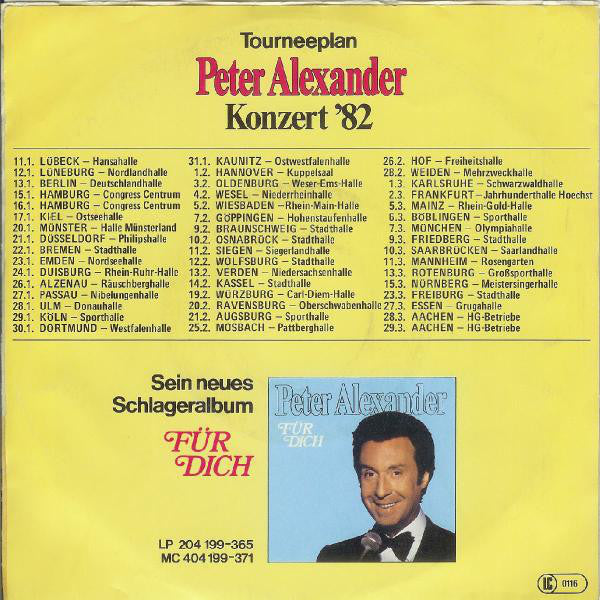 Tourneeplan
Peter Alexander
Konzert '82
11.1. LÜBECK – Hansahalle
12.1. LÜNEBURG – Nordlandhalle
13.1. BERLIN – Deutschlandhalle
15.1. HAMBURG – Congress Centrum
16.1. HAMBURG – Congress Centrum
17.1. KIEL – Ostseehalle
20.1. MÜNSTER – Halle Münsterland
21.1. DÜSSELDORF – Philipshalle
22.1. BREMEN – Stadthalle
23.1. EMDEN – Nordseehalle
24.1. DUISBURG – Rhein-Ruhr-Halle
26.1. ALZENAU – Räuschberghalle
27.1. PASSAU – Nibelungenhalle
28.1. ULM – Donauhalle
29.1. KÖLN – Sporthalle
30.1. DORTMUND – Westfalenhalle
31.1. KAUNITZ – Ostwestfalenhalle
1.2. HANNOVER – Kuppelsaal
3.2. OLDENBURG – Weser-Ems-Halle
4.2. WESEL – Niederrheinhalle
5.2. WIESBADEN – Rhein-Main-Halle
7.2. GÖPPINGEN – Hohenstaufenhalle
9.2. BRAUNSCHWEIG – Stadthalle
10.2. OSNABRÜCK – Stadthalle
11.2. SIEGEN – Siegerlandhalle
12.2. WOLFSBURG – Stadthalle
13.2. VERDEN – Niedersachsenhalle
14.2. KASSEL – Stadthalle
19.2. WÜRZBURG – Carl-Diem-Halle
20.2. RAVENSBURG – Oberschwabenhalle
21.2. AUGSBURG – Sporthalle
25.2. MOSBACH – Pattberghalle
26.2. HOF – Freiheitshalle
28.2. WEIDEN – Mehrzweckhalle
1.3. KARLSRUHE – Schwarzwaldhalle
2.3. FRANKFURT – Jahrhunderthalle Hoechst
5.3. MAINZ – Rhein-Gold-Halle
6.3. BÖBLINGEN – Sporthalle
7.3. MÜNCHEN – Olympiahalle
9.3. FRIEDBERG – Stadthalle
10.3. SAARBRÜCKEN – Saarlandhalle
11.3. MANNHEIM – Rosengarten
13.3. ROTENBURG – Großsporthalle
15.3. NÜRNBERG – Meistersingerhalle
23.3. FREIBURG – Stadthalle
27.3. ESSEN – Grugahalle
28.3. AACHEN – HG-Betriebe
29.3. AACHEN – HG-Betriebe
Sein neues
Schlageralbum
FÜR
DICH
LP 204 199-365
MC 404 199-371
Peter Alexander
FÜR
DICH
LC 0116